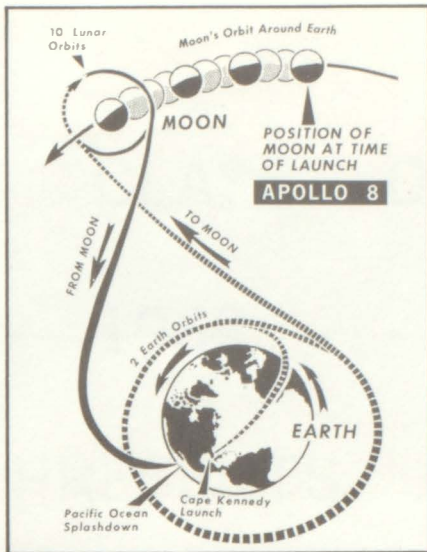 10 Lunar
Orbits
Moon's Orbit Around Earth
MOON
POSITION OF
MOON AT TIME
OF LAUNCH
APOLLO 8
TO MOON
FROM MOON
2 Earth Orbits
EARTH
Cape Kennedy
Launch
Pacific Ocean
Splashdown